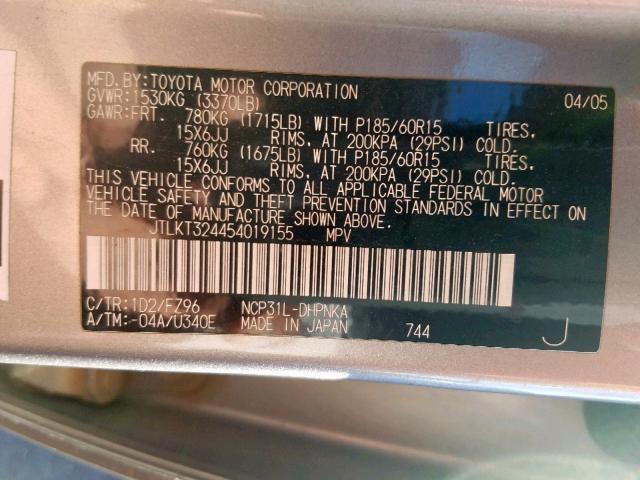 MFD.BY:TOYOTA MOTOR CORPORATION 04/05
GVWR:1530KG (3370LB)
GAWR:FRT. 780KG (1715LB) WITH P185/60R15 TIRES,
15X6JJ RIMS, AT 200KPA (29PSI) COLD.
RR. 760KG (1675LB) WITH P185/60R15 TIRES,
15X6JJ RIMS, AT 200KPA (29PSI) COLD.
THIS VEHICLE CONFORMS TO ALL APPLICABLE FEDERAL MOTOR
VEHICLE SAFETY AND THEFT PREVENTION STANDARDS IN EFFECT ON
THE DATE OF MANUFACTURE SHOWN ABOVE.
JTLKT324454019155 MPV
C/TR:1D2/FZ96 NCP31L-DHPNKA
A/TM:-04A/U340E MADE IN JAPAN 744 J